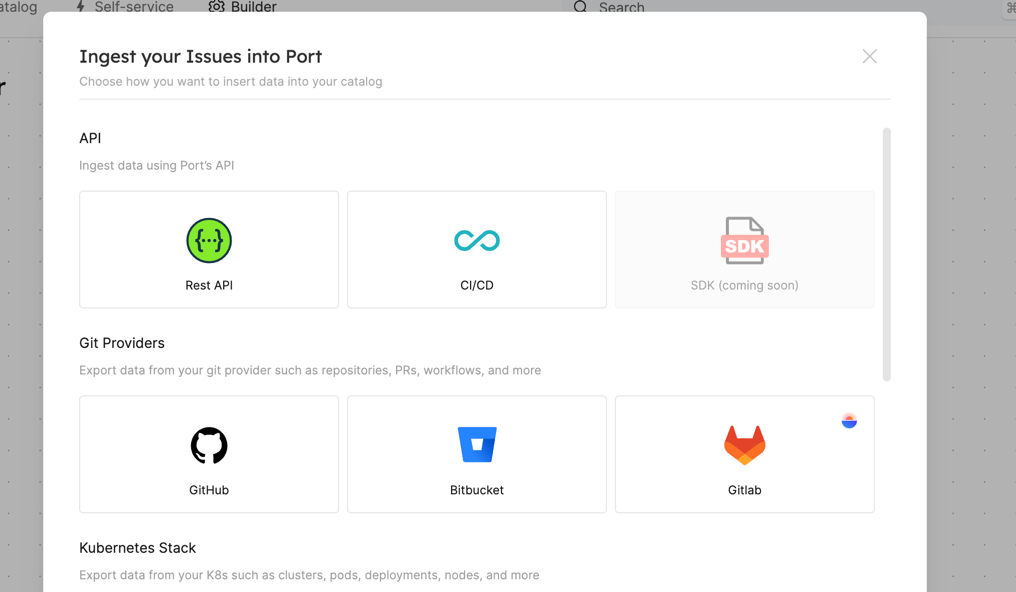 Self-service
Builder
Search
Ingest your Issues into Port
Choose how you want to insert data into your catalog
API
Ingest data using Port's API
SDK
Rest API
CI/CD
SDK (coming soon)
Git Providers
Export data from your git provider such as repositories, PRs, workflows, and more
GitHub
Bitbucket
Gitlab
Kubernetes Stack
Export data from your K8s such as clusters, pods, deployments, nodes, and more